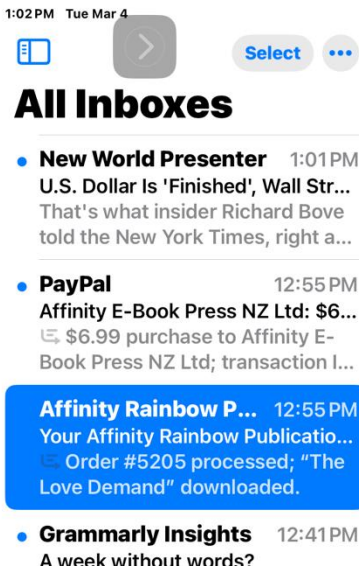 1:02 PM Tue Mar 4
Select
All Inboxes
New World Presenter 1:01 PM
U.S. Dollar Is 'Finished', Wall Str...
That's what insider Richard Bove
told the New York Times, right a...
PayPal 12:55 PM
Affinity E-Book Press NZ Ltd: $6...
$6.99 purchase to Affinity E-
Book Press NZ Ltd; transaction I...
Affinity Rainbow P... 12:55 PM
Your Affinity Rainbow Publicatio...
Order #5205 processed; “The
Love Demand” downloaded.
Grammarly Insights 12:41 PM
A week without words?